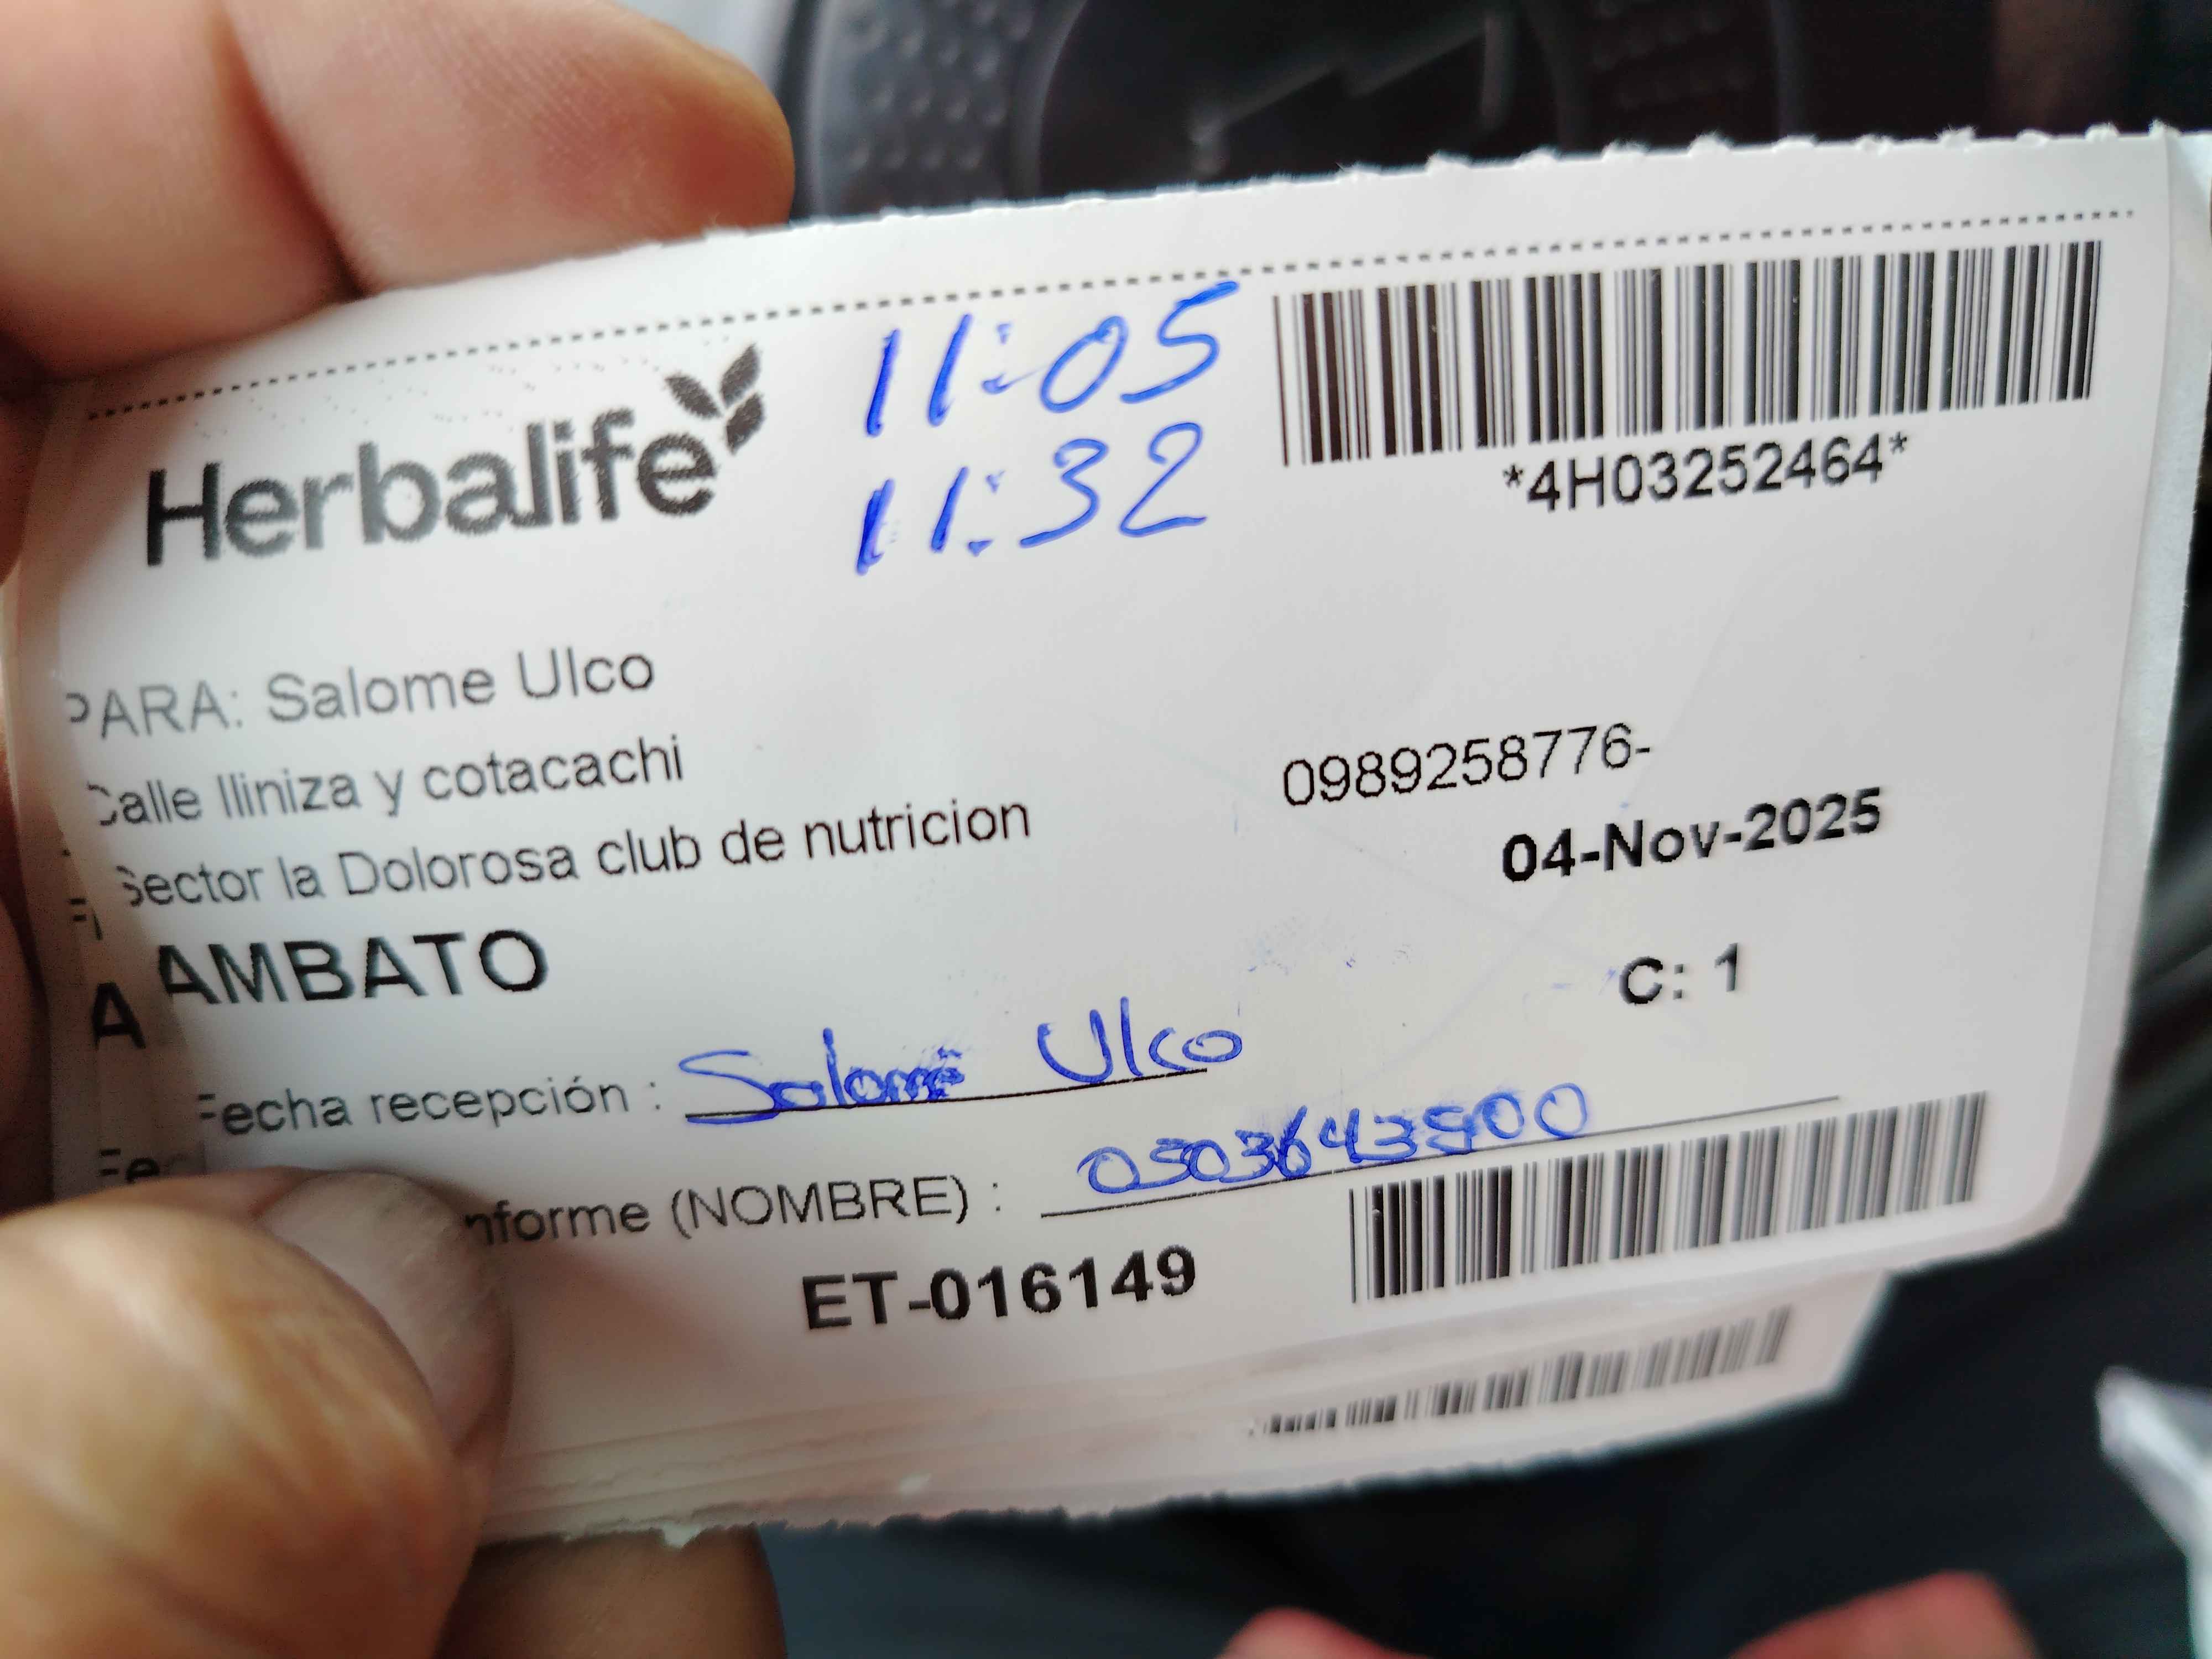 Herbalife
11:05
11:32
*4H03252464*
PARA: Salome Ulco
Calle Iliniza y cotacachi
0989258776-
Sector la Dolorosa club de nutricion
04-Nov-2025
AMBATO
A
C: 1
Fecha recepción : Salomé Ulco
Fe
nforme (NOMBRE) : 0503643900
ET-016149